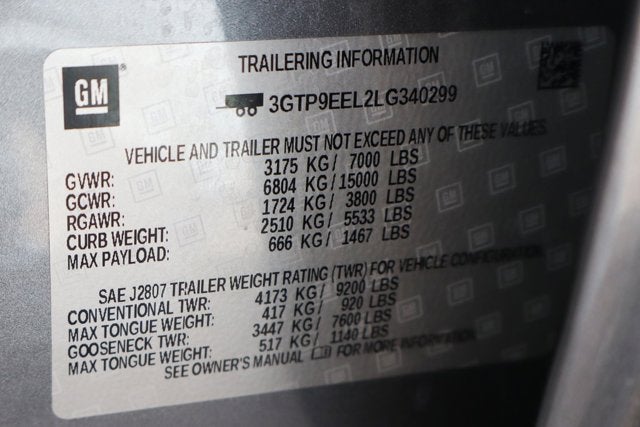 TRAILERING INFORMATION
GM
3GTP9EEL2LG340299
VEHICLE AND TRAILER MUST NOT EXCEED ANY OF THESE VALUES.
GVWR: 3175 KG / 7000 LBS
GCWR: 6804 KG / 15000 LBS
RGAWR: 1724 KG / 3800 LBS
CURB WEIGHT: 2510 KG / 5533 LBS
MAX PAYLOAD: 666 KG / 1467 LBS
SAE J2807 TRAILER WEIGHT RATING (TWR) FOR VEHICLE CONFIGURATION.
CONVENTIONAL TWR: 4173 KG / 9200 LBS
MAX TONGUE WEIGHT: 417 KG / 920 LBS
GOOSENECK TWR: 3447 KG / 7600 LBS
MAX TONGUE WEIGHT: 517 KG / 1140 LBS
SEE OWNER'S MANUAL FOR MORE INFORMATION